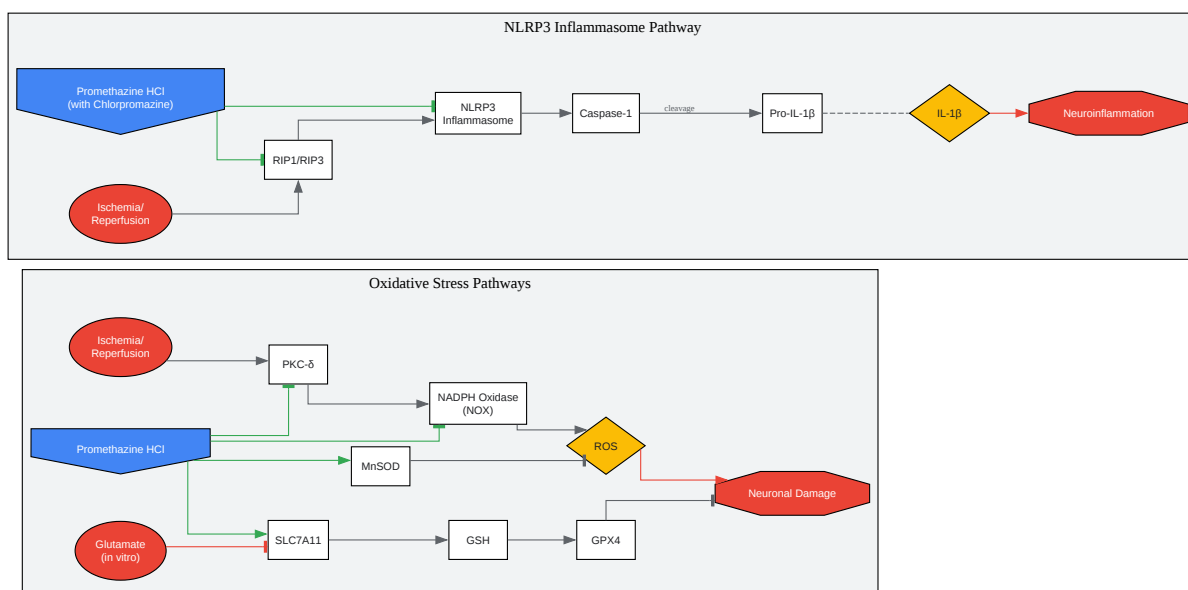 NLRP3 Inflammasome Pathway
Promethazine HCl
(with Chlorpromazine)
NLRP3
Inflammasome
Caspase-1
cleavage
Pro-IL-1β
IL-1β
Neuroinflammation
RIP1/RIP3
Ischemia/
Reperfusion
Oxidative Stress Pathways
Ischemia/
Reperfusion
PKC-δ
NADPH Oxidase
(NOX)
Promethazine HCl
MnSOD
ROS
Neuronal Damage
Glutamate
(in vitro)
SLC7A11
GSH
GPX4